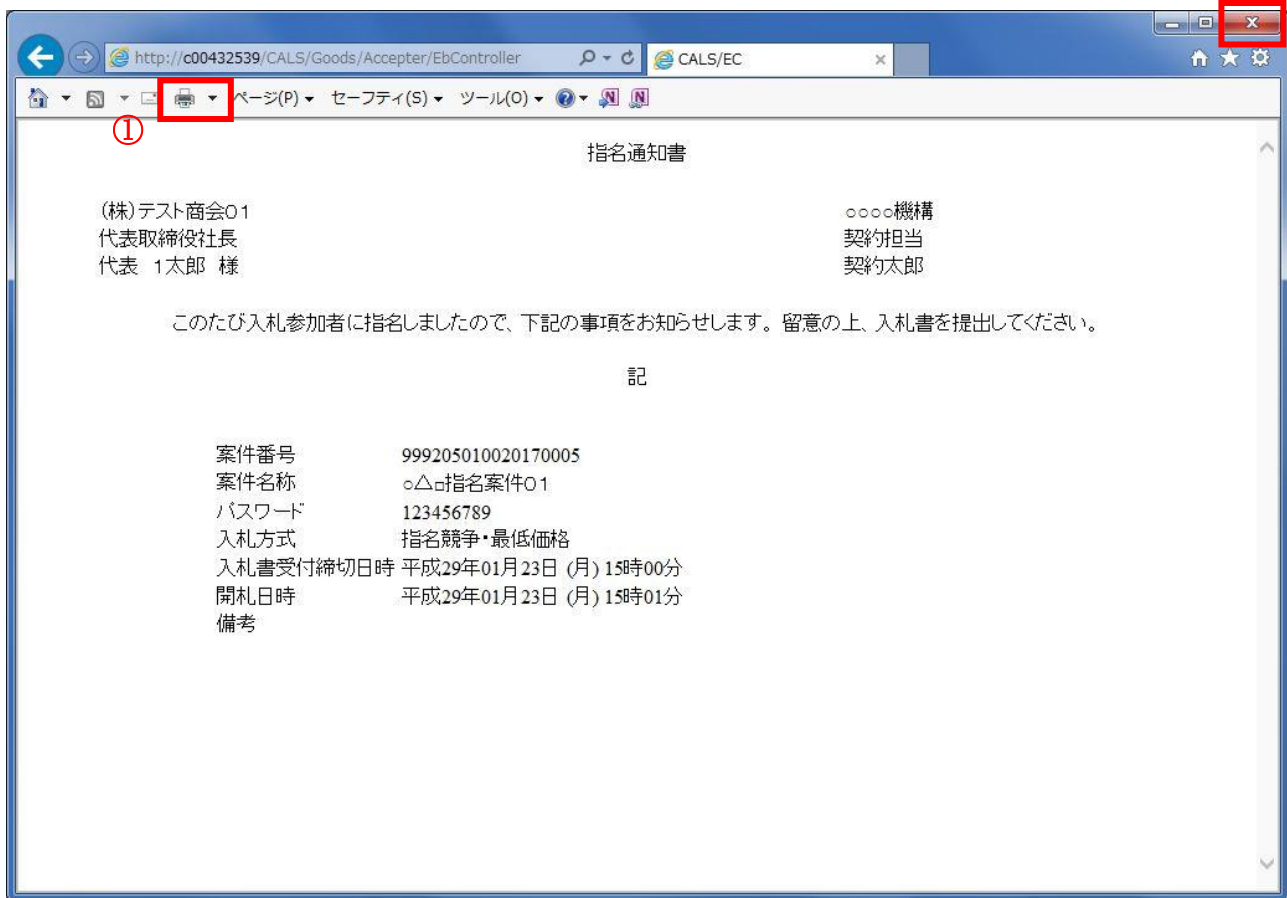 http://c00432539/CALS/Goods/Accepter/EbController
CALS/EC
ページ(P) セーフティ(S) ツール(O)
①
指名通知書
(株)テスト商会01 ○○○○機構
代表取締役社長 契約担当
代表 1太郎 様 契約太郎
このたび入札参加者に指名しましたので、下記の事項をお知らせします。留意の上、入札書を提出してください。
記
案件番号 999205010020170005
案件名称 ○△□指名案件01
パスワード 123456789
入札方式 指名競争・最低価格
入札書受付締切日時 平成29年01月23日 (月) 15時00分
開札日時 平成29年01月23日 (月) 15時01分
備考